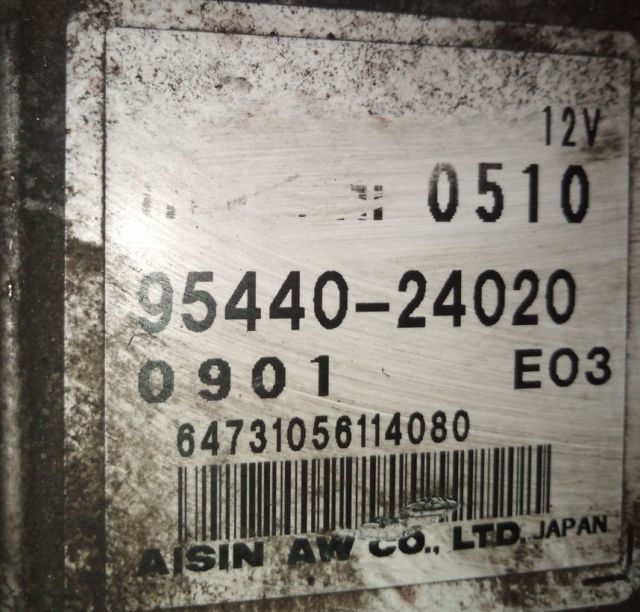 12V
0510
95440-24020
0901 E03
64731056114080
AISIN AW CO., LTD. JAPAN